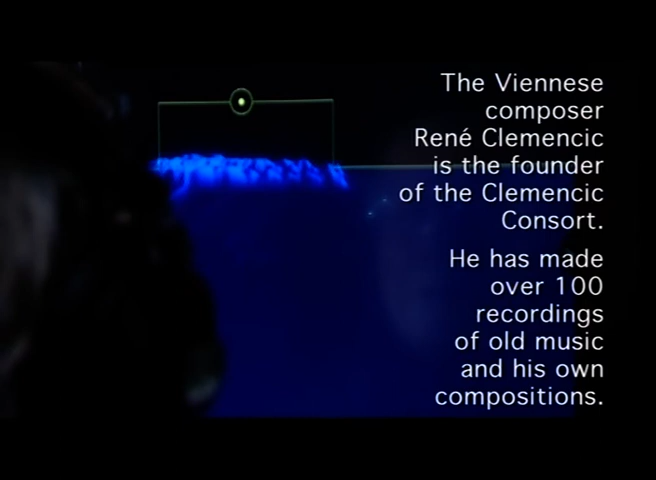 The Viennese
composer
René Clemencic
is the founder
of the Clemencic
Consort.
He has made
over 100
recordings
of old music
and his own
compositions.